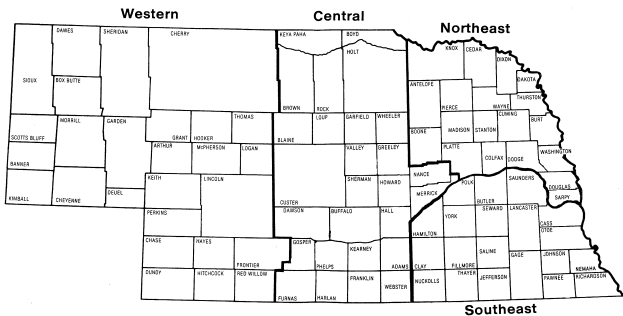 Western
Central
Northeast
DAWES
SHERIDAN
CHERRY
KEYA PAHA
BOYD
HOLT
KNOX
CEDAR
DIXON
DAKOTA
SIOUX
BOX BUTTE
ANTELOPE
THURSTON
BROWN
ROCK
PIERCE
WAYNE
CUMING
BURT
MORRILL
GARDEN
THOMAS
LOUP
GARFIELD
WHEELER
SCOTTS BLUFF
GRANT
HOOKER
BLAINE
BOONE
MADISON
STANTON
BANNER
ARTHUR
McPHERSON
LOGAN
VALLEY
GREELEY
PLATTE
COLFAX
DODGE
WASHINGTON
KEITH
LINCOLN
SHERMAN
HOWARD
NANCE
POLK
SAUNDERS
DOUGLAS
KIMBALL
CHEYENNE
DEUEL
CUSTER
MERRICK
BUTLER
SARPY
PERKINS
DAWSON
BUFFALO
HALL
YORK
SEWARD
LANCASTER
CASS
OTOE
HAMILTON
CHASE
HAYES
FRONTIER
GOSPER
PHELPS
KEARNEY
ADAMS
CLAY
FILLMORE
SALINE
GAGE
JOHNSON
NEMAHA
DUNDY
HITCHCOCK
RED WILLOW
FURNAS
HARLAN
FRANKLIN
WEBSTER
NUCKOLLS
THAYER
JEFFERSON
PAWNEE
RICHARDSON
Southeast